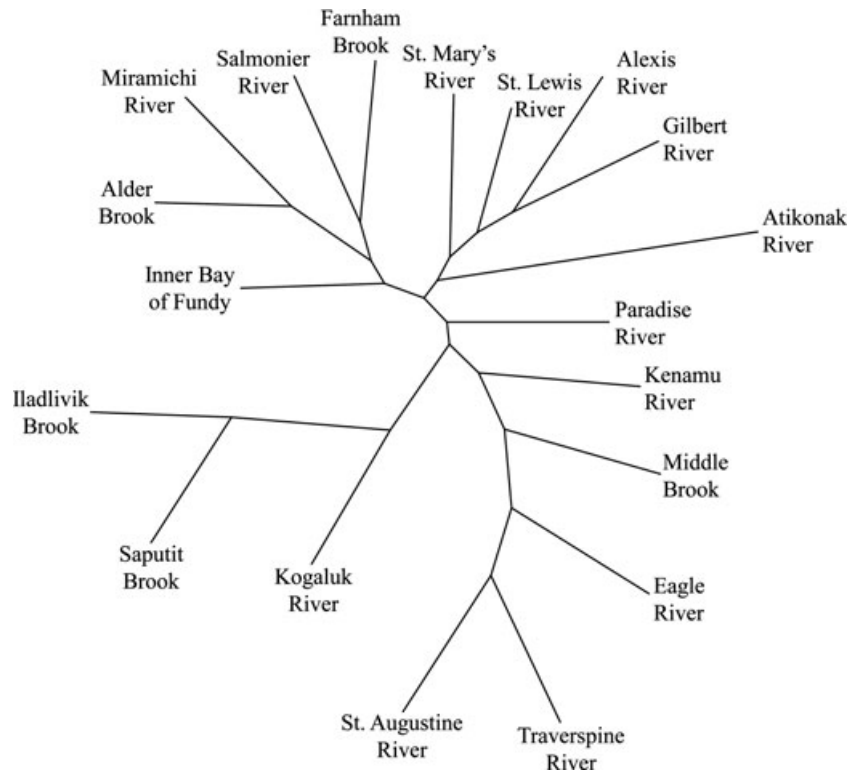 Farnham
Brook
Salmonier
River
St. Mary’s
River
Alexis
River
Miramichi
River
St. Lewis
River
Gilbert
River
Alder
Brook
Atikonak
River
Inner Bay
of Fundy
Paradise
River
Kenamu
River
Iladlivik
Brook
Middle
Brook
Saputit
Brook
Kogaluk
River
Eagle
River
St. Augustine
River
Traverspine
River